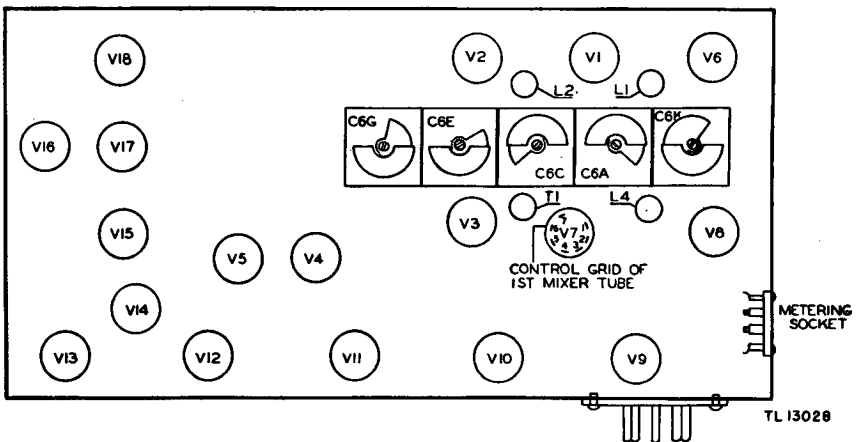 V18
V2
V1
V6
L2
L1
C6G
C6E
C6C
C6A
C6K
V16
V17
T1
L4
V3
V7
V8
V15
V5
V4
CONTROL GRID OF
1ST MIXER TUBE
V14
METERING
SOCKET
V13
V12
V11
V10
V9
TL 13028